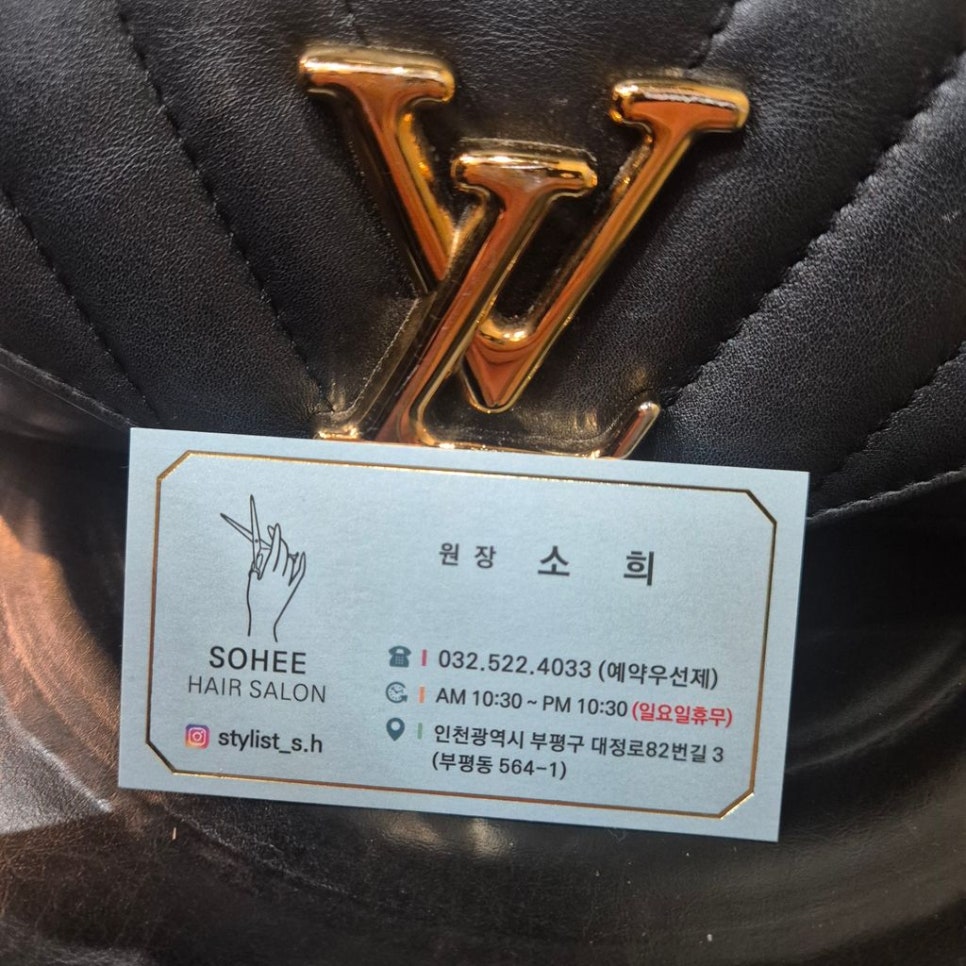 LV
원장 소희
SOHEE
HAIR SALON
stylist_s.h
032.522.4033 (예약우선제)
AM 10:30 ~ PM 10:30 (일요일휴무)
인천광역시 부평구 대정로82번길 3
(부평동 564-1)